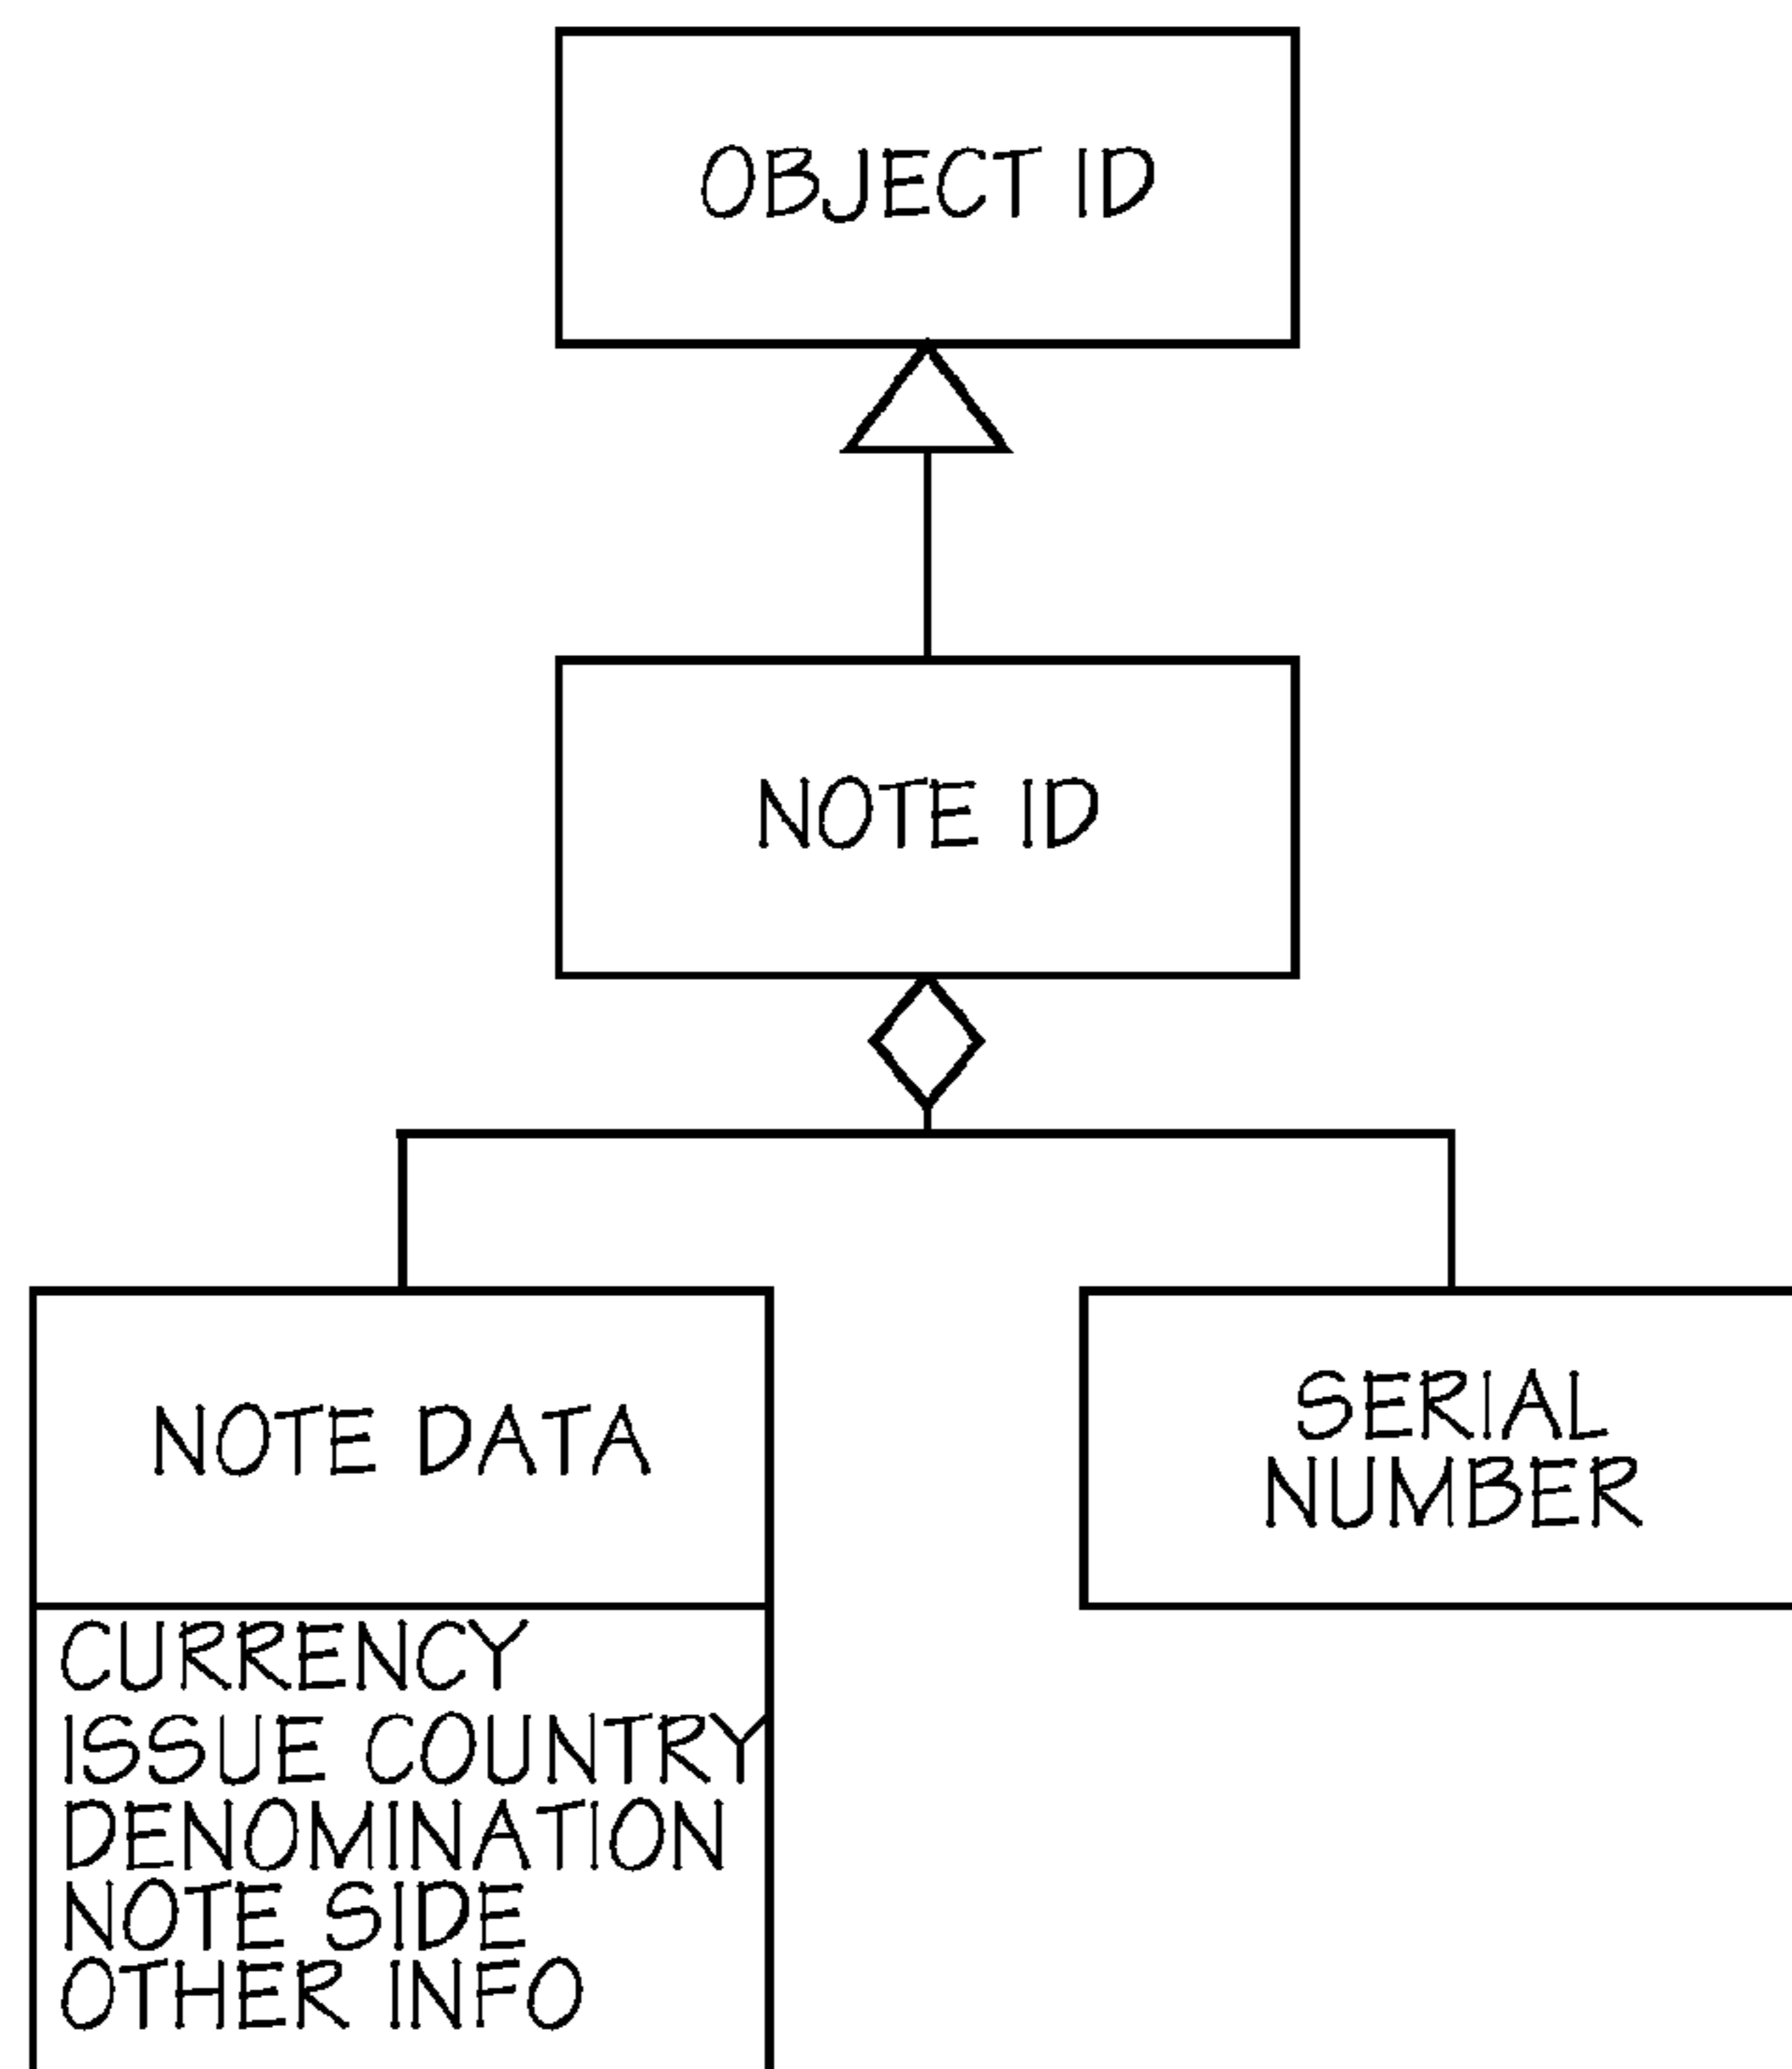 OBJECT ID
NOTE ID
NOTE DATA
SERIAL
NUMBER
CURRENCY
ISSUE COUNTRY
DENOMINATION
NOTE SIDE
OTHER INFO